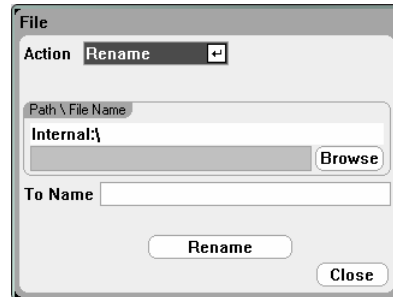 File
Action Rename
Path \ File Name
Internal:\
Browse
To Name
Rename
Close